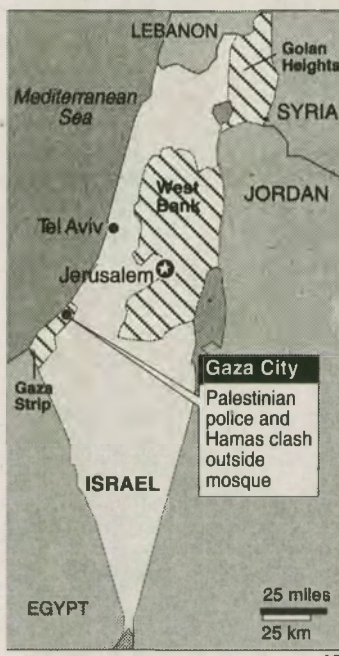 LEBANON
Golan
Heights
Mediterranean
Sea
SYRIA
West
Bank
JORDAN
Tel Aviv
Jerusalem
Gaza City
Gaza
Strip
Palestinian
police and
Hamas clash
outside
mosque
ISRAEL
25 miles
EGYPT
25 km